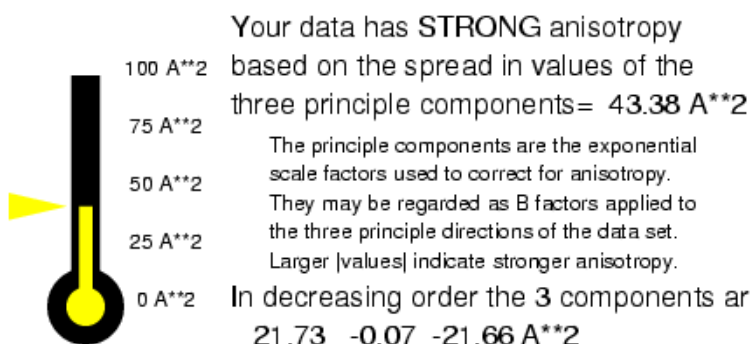 Your data has STRONG anisotropy
based on the spread in values of the
three principle components= 43.38 A**2
The principle components are the exponential
scale factors used to correct for anisotropy.
They may be regarded as B factors applied to
the three principle directions of the data set.
Larger |values| indicate stronger anisotropy.
In decreasing order the 3 components ar
21.73 -0.07 -21.66 A**2
100 A**2
75 A**2
50 A**2
25 A**2
0 A**2